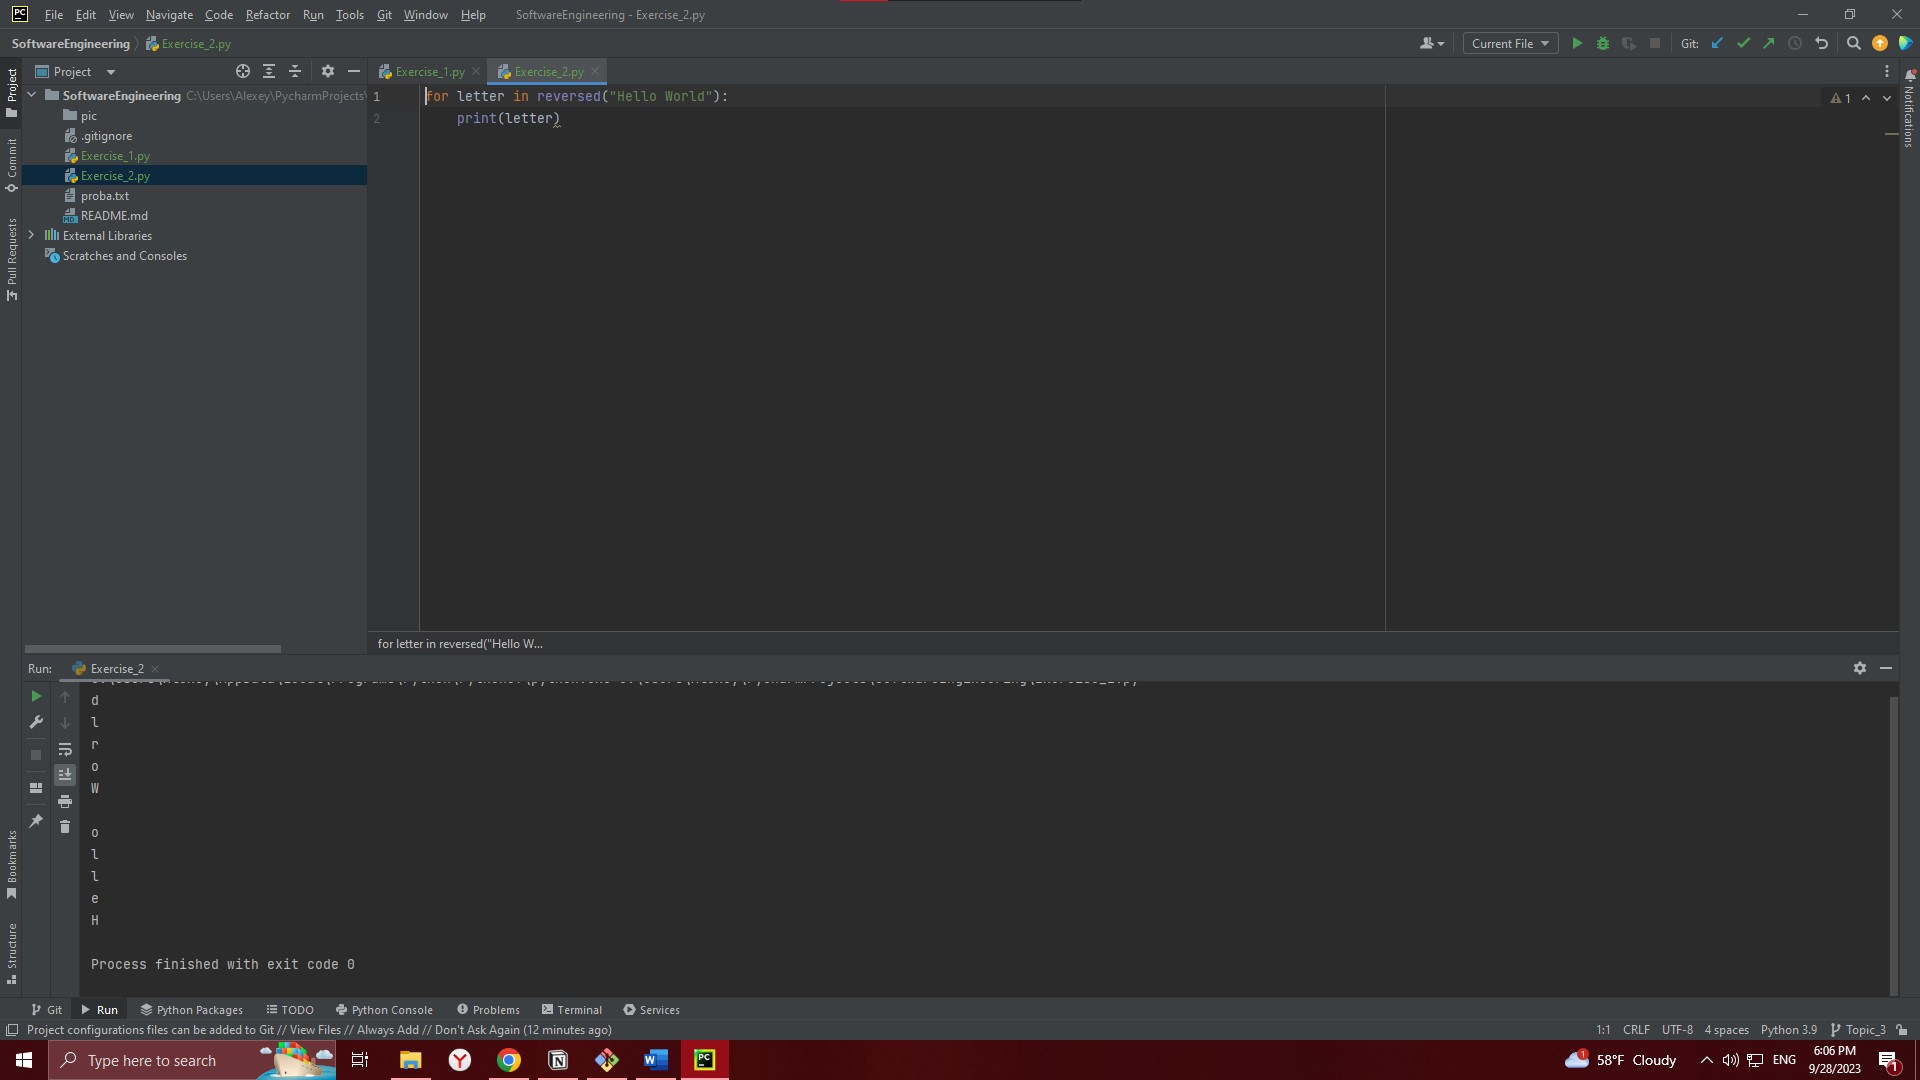 PC File Edit View Navigate Code Refactor Run Tools Git Window Help SoftwareEngineering - Exercise_2.py
SoftwareEngineering Exercise_2.py Current File Git:
Project Exercise_1.py Exercise_2.py
SoftwareEngineering C:\Users\Alexey\PycharmProjects\
pic
.gitignore
Exercise_1.py
Exercise_2.py
proba.txt
README.md
External Libraries
Scratches and Consoles
Project
Commit
Pull Requests
Bookmarks
Structure
1 for letter in reversed("Hello World"):
2 print(letter)
1
Notifications
for letter in reversed("Hello W...
Run: Exercise_2
d
l
r
o
W
o
l
l
e
H
Process finished with exit code 0
Git Run Python Packages TODO Python Console Problems Terminal Services
Project configurations files can be added to Git // View Files // Always Add // Don't Ask Again (12 minutes ago) 1:1 CRLF UTF-8 4 spaces Python 3.9 Topic_3
Type here to search 1 58°F Cloudy ENG 6:06 PM
9/28/2023 1